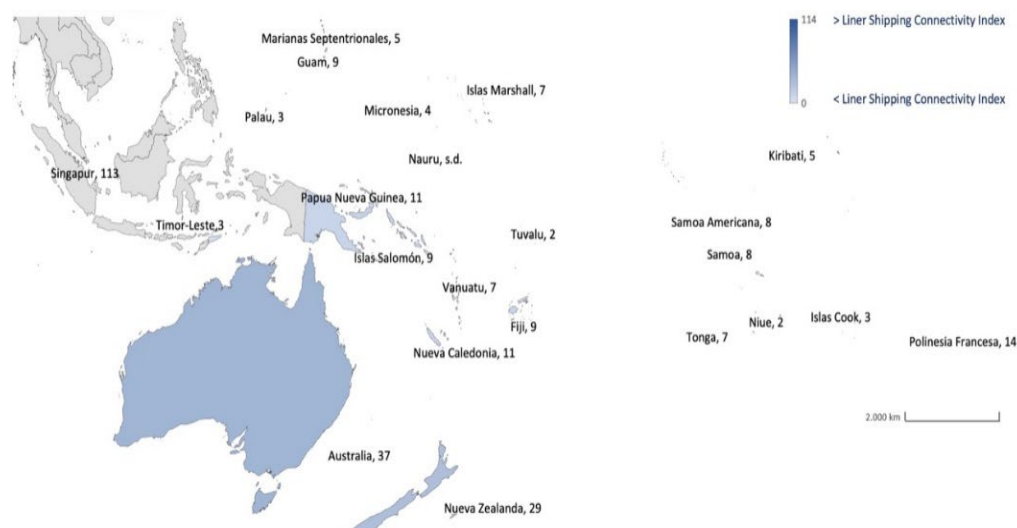 114
> Liner Shipping Connectivity Index
0
< Liner Shipping Connectivity Index
Marianas Septentrionales, 5
Guam, 9
Islas Marshall, 7
Palau, 3
Micronesia, 4
Nauru, s.d.
Kiribati, 5
Singapur, 113
Papua Nueva Guinea, 11
Timor-Leste,3
Tuvalu, 2
Samoa Americana, 8
Islas Salomón, 9
Samoa, 8
Vanuatu, 7
Fiji, 9
Niue, 2
Islas Cook, 3
Tonga, 7
Polinesia Francesa, 14
Nueva Caledonia, 11
2.000 km
Australia, 37
Nueva Zealanda, 29